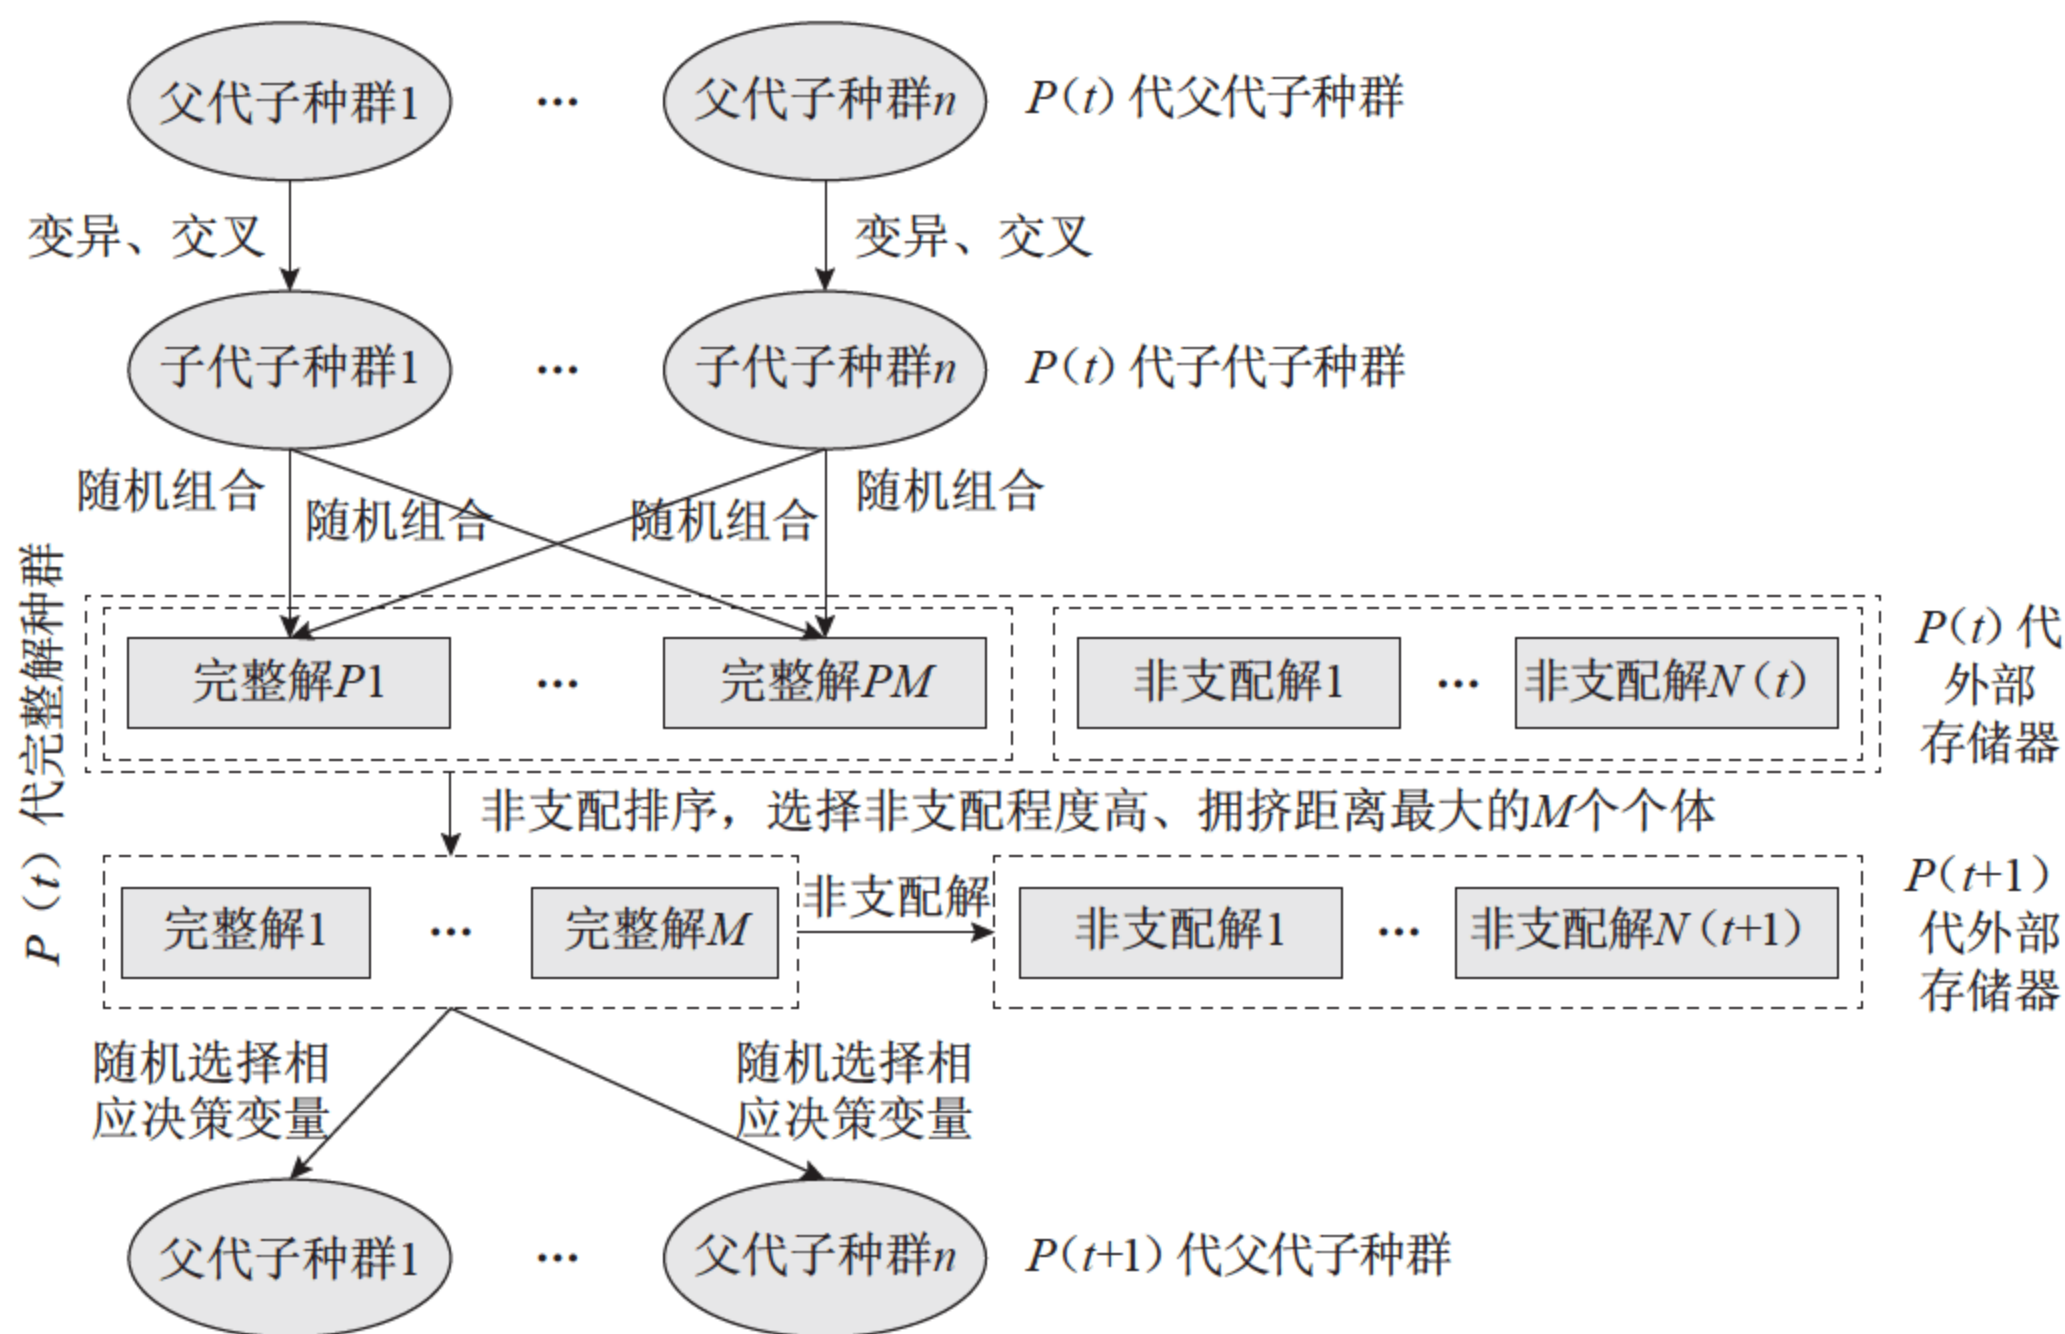 父代子种群1
···
父代子种群n
P(t)代父代子种群
变异、交叉
变异、交叉
子代子种群1
···
子代子种群n
P(t)代子代子种群
随机组合
随机组合
随机组合
随机组合
P(t)代完整解种群
完整解P1
···
完整解PM
非支配解1
···
非支配解N(t)
P(t)代
外部
存储器
非支配排序，选择非支配程度高、拥挤距离最大的M个个体
完整解1
···
完整解M
非支配解
非支配解1
···
非支配解N(t+1)
P(t+1)
代外部
存储器
随机选择相
应决策变量
随机选择相
应决策变量
父代子种群1
···
父代子种群n
P(t+1)代父代子种群